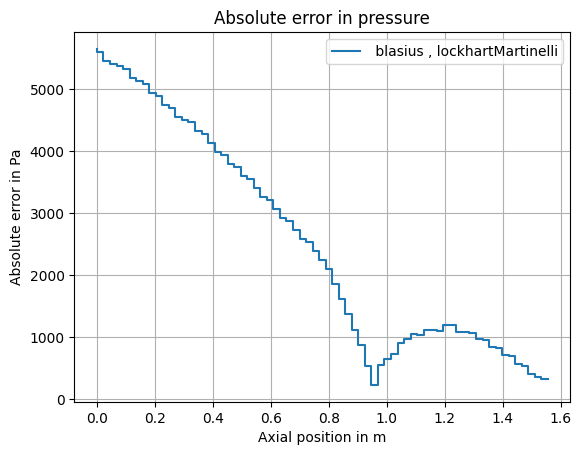 Absolute error in pressure
blasius , lockhartMartinelli
Absolute error in Pa
5000
4000
3000
2000
1000
0
0.0 0.2 0.4 0.6 0.8 1.0 1.2 1.4 1.6
Axial position in m